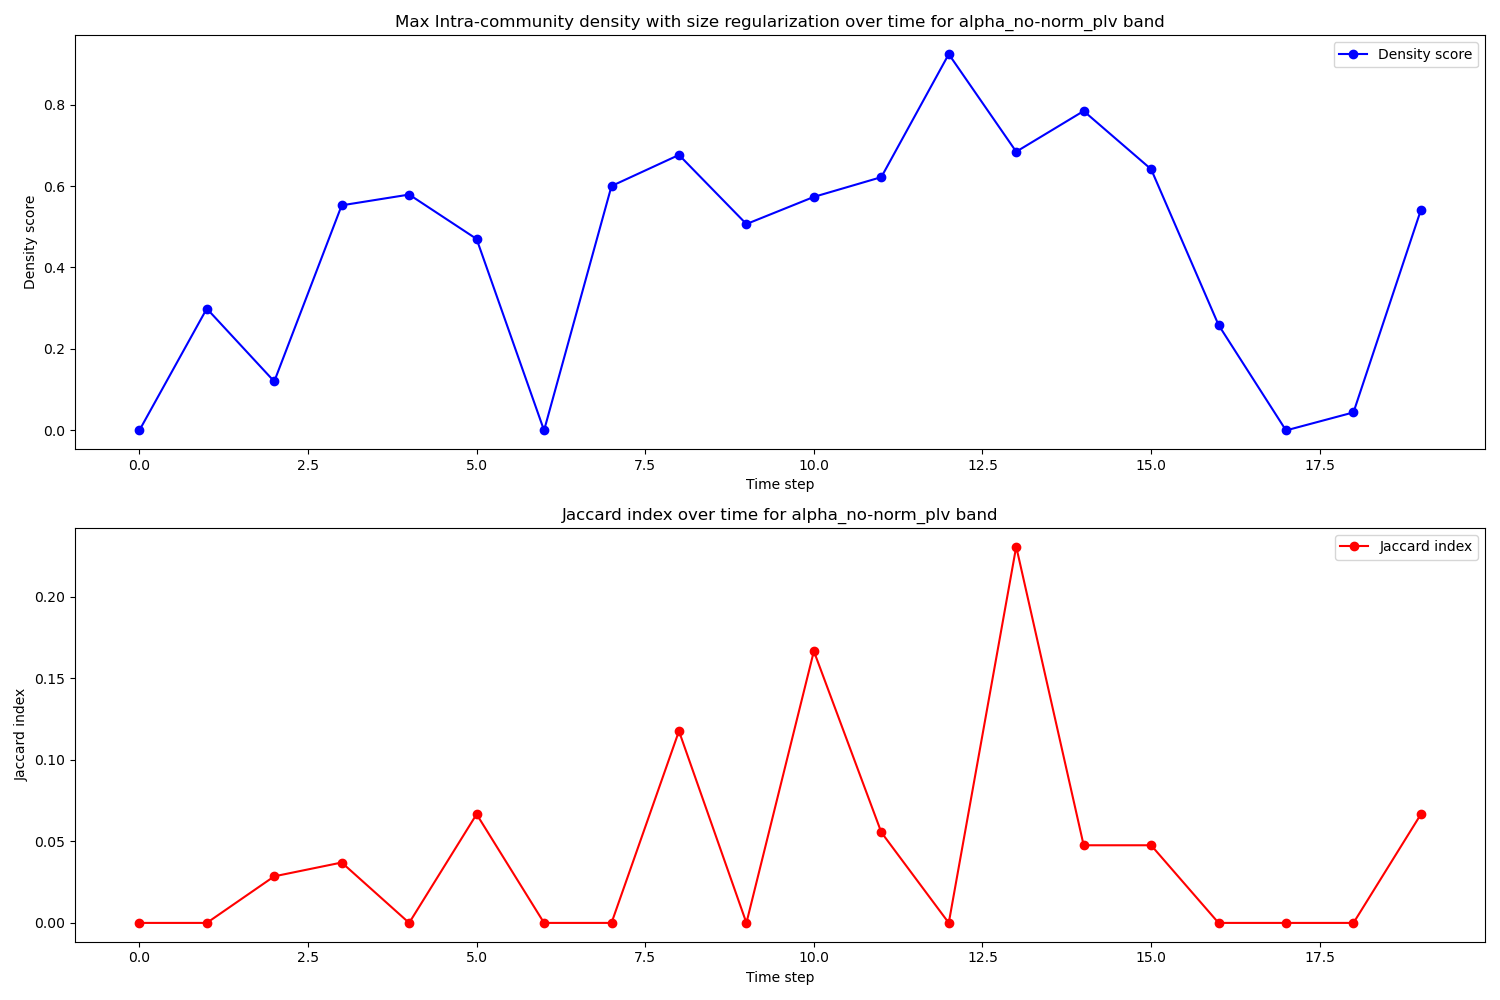 Max Intra-community density with size regularization over time for alpha_no-norm_plv band
Density score
0.8
0.6
0.4
0.2
0.0
Density score
0.0 2.5 5.0 7.5 10.0 12.5 15.0 17.5
Time step
Jaccard index over time for alpha_no-norm_plv band
Jaccard index
0.20
0.15
0.10
0.05
0.00
Jaccard index
0.0 2.5 5.0 7.5 10.0 12.5 15.0 17.5
Time step